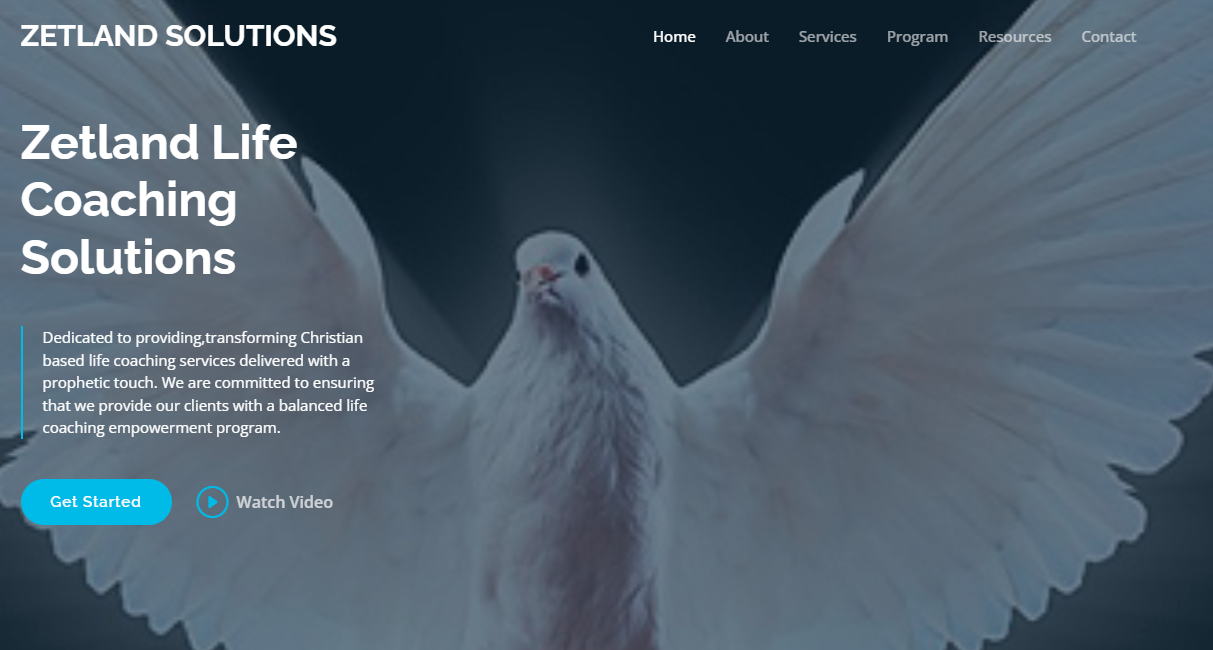 ZETLAND SOLUTIONS
Home About Services Program Resources Contact
Zetland Life
Coaching
Solutions
Dedicated to providing,transforming Christian
based life coaching services delivered with a
prophetic touch. We are committed to ensuring
that we provide our clients with a balanced life
coaching empowerment program.
Get Started
Watch Video